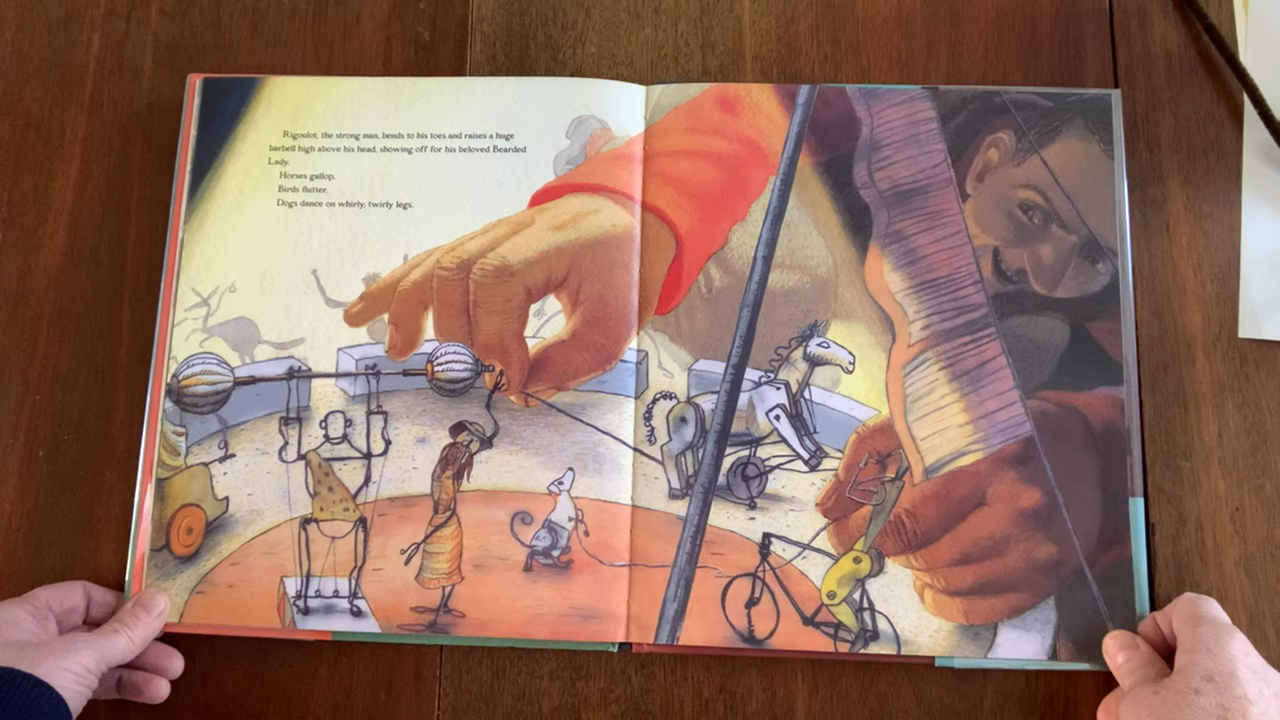 Rigoulot, the strong man, bends to his toes and raises a huge
barbell high above his head, showing off for his beloved Bearded
Lady.
Horses gallop.
Birds flutter.
Dogs dance on whirly, twirly legs.